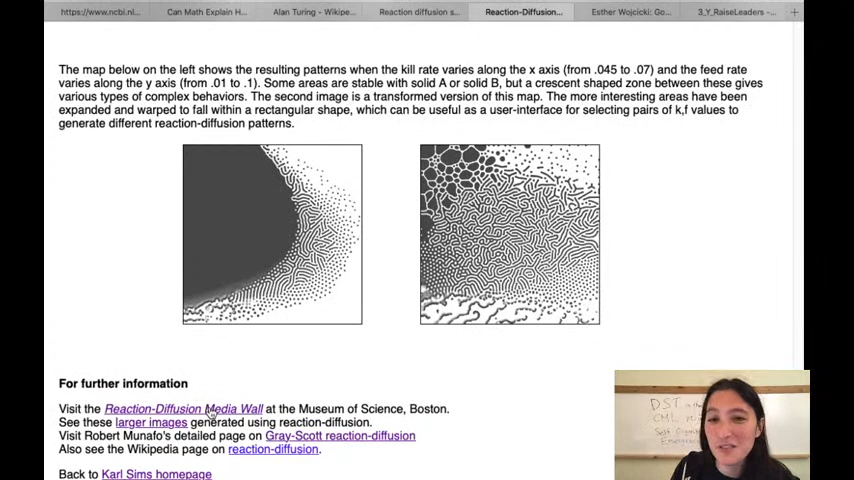 https://www.ncbi.nl...
Can Math Explain H...
Alan Turing - Wikipe...
Reaction diffusion s...
Reaction-Diffusion...
Esther Wojcicki: Go...
3_Y_RaiseLeaders -...
The map below on the left shows the resulting patterns when the kill rate varies along the x axis (from .045 to .07) and the feed rate
varies along the y axis (from .01 to .1). Some areas are stable with solid A or solid B, but a crescent shaped zone between these gives
various types of complex behaviors. The second image is a transformed version of this map. The more interesting areas have been
expanded and warped to fall within a rectangular shape, which can be useful as a user-interface for selecting pairs of k,f values to
generate different reaction-diffusion patterns.
For further information
Visit the Reaction-Diffusion Media Wall at the Museum of Science, Boston.
See these larger images generated using reaction-diffusion.
Visit Robert Munafo's detailed page on Gray-Scott reaction-diffusion
Also see the Wikipedia page on reaction-diffusion.
Back to Karl Sims homepage
DST in the
CML
Self Organ
Emergence